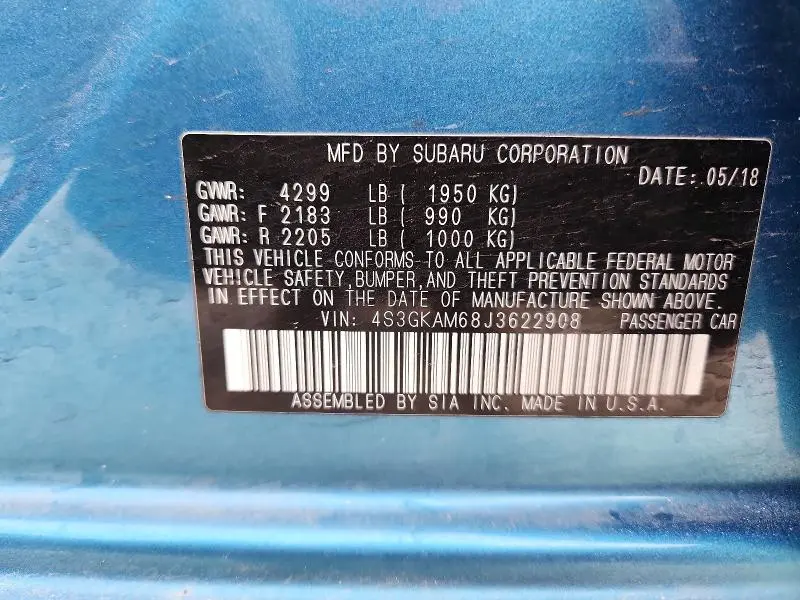 MFD BY SUBARU CORPORATION
DATE: 05/18
GVWR: 4299 LB ( 1950 KG)
GAWR: F 2183 LB ( 990 KG)
GAWR: R 2205 LB ( 1000 KG)
THIS VEHICLE CONFORMS TO ALL APPLICABLE FEDERAL MOTOR
VEHICLE SAFETY,BUMPER,AND THEFT PREVENTION STANDARDS
IN EFFECT ON THE DATE OF MANUFACTURE SHOWN ABOVE.
VIN: 4S3GKAM68J3622908 PASSENGER CAR
ASSEMBLED BY SIA INC. MADE IN U.S.A.